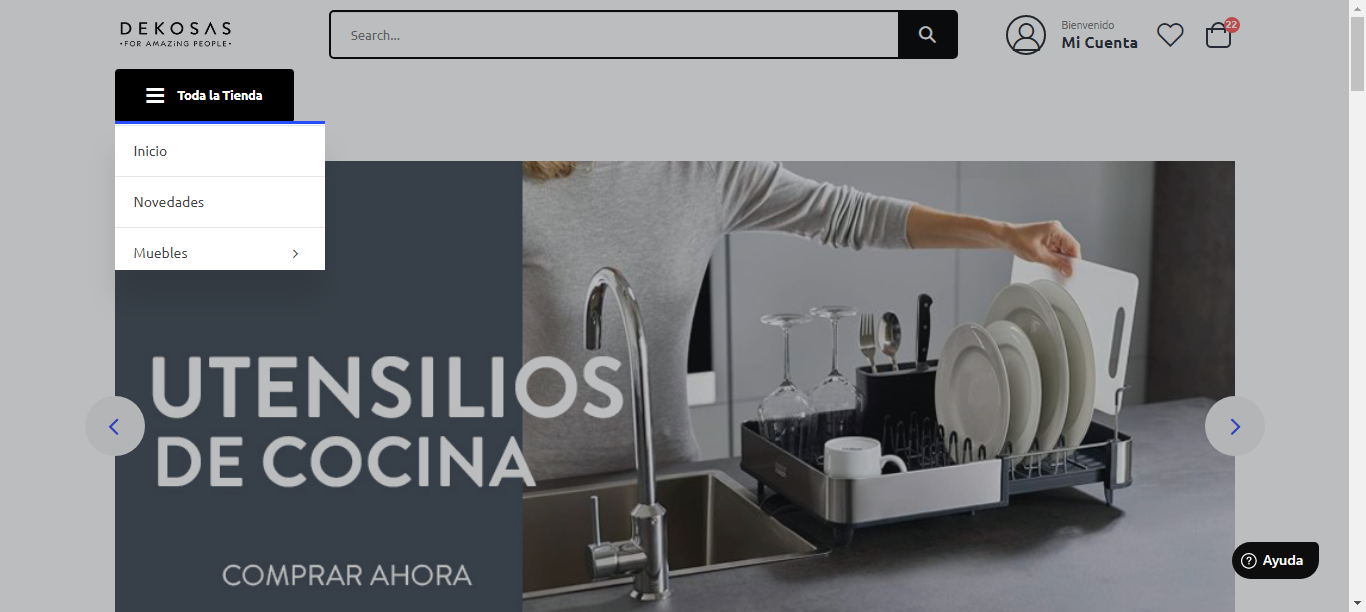 DEKOSAS
•FOR AMAZING PEOPLE•
Search...
Bienvenido
Mi Cuenta
22
Toda la Tienda
Inicio
Novedades
Muebles
UTENSILIOS
DE COCINA
COMPRAR AHORA
? Ayuda